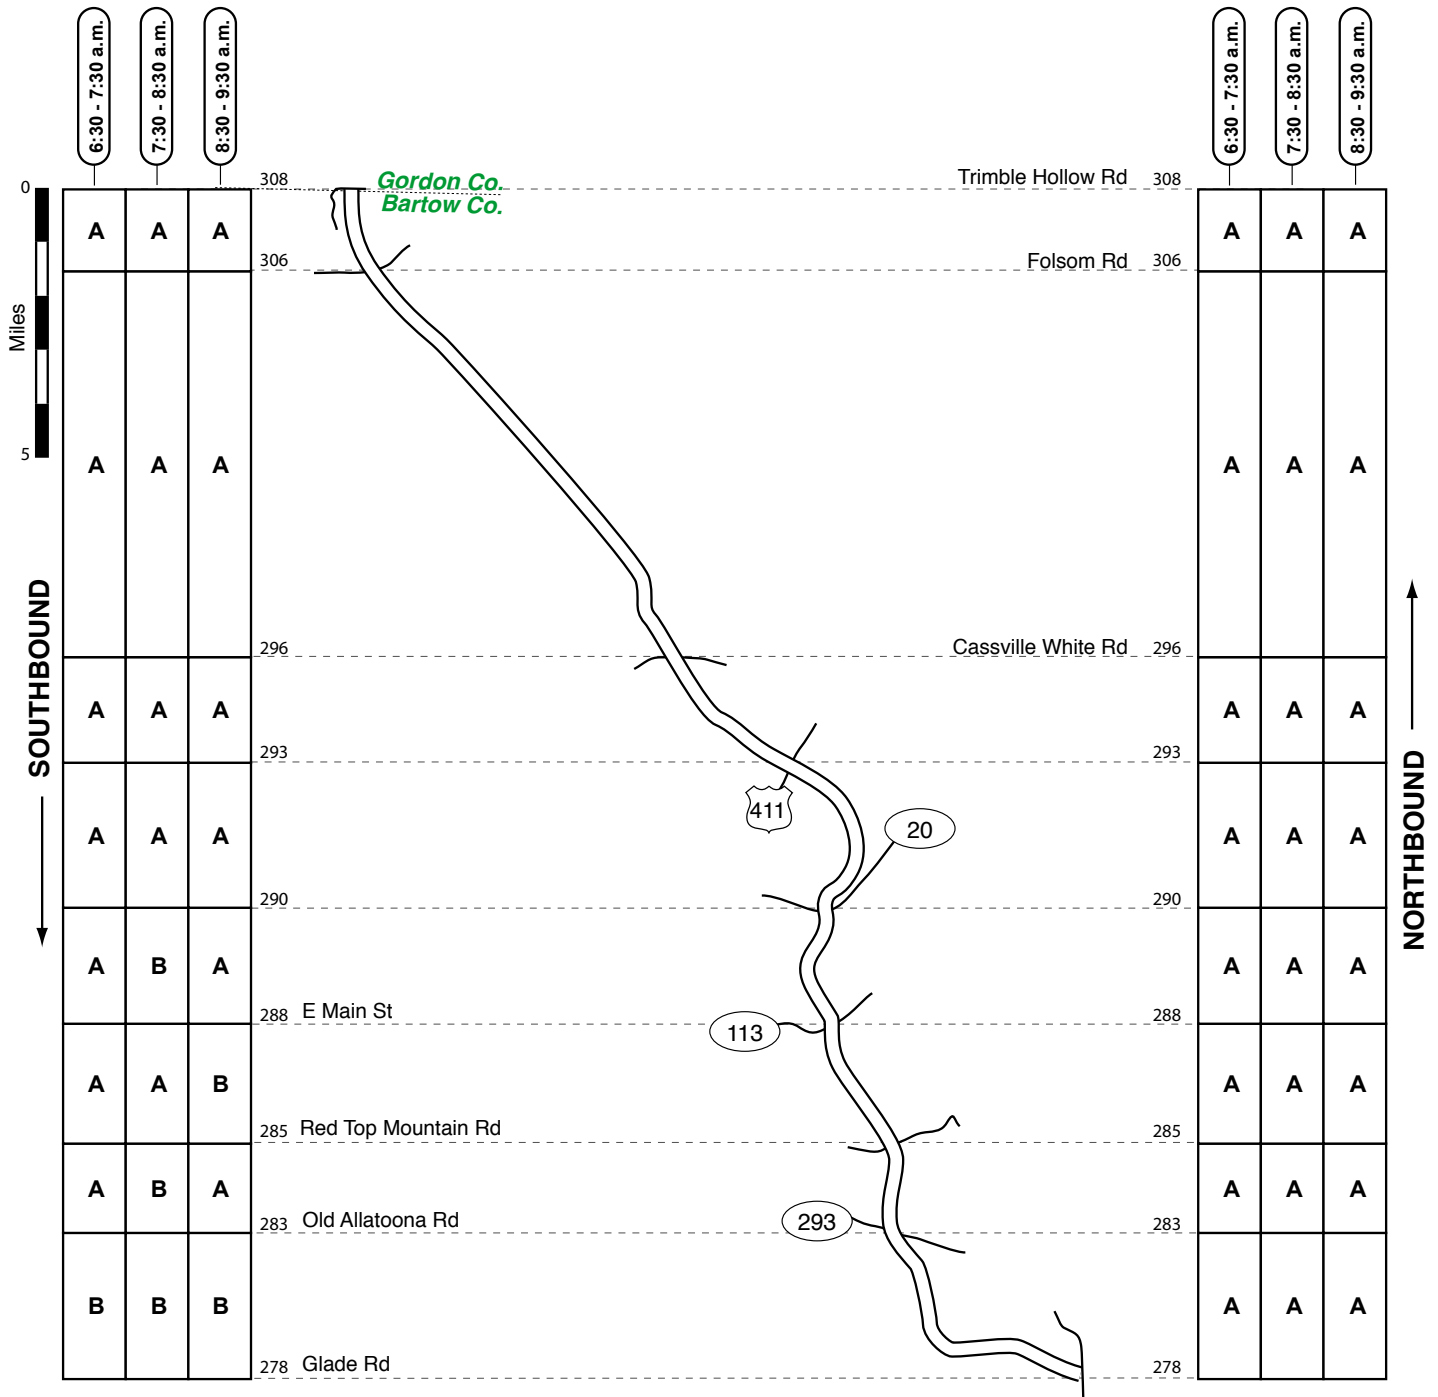 6:30 - 7:30 a.m. 7:30 - 8:30 a.m. 8:30 - 9:30 a.m. 6:30 - 7:30 a.m. 7:30 - 8:30 a.m. 8:30 - 9:30 a.m.
0 308 Gordon Co. Trimble Hollow Rd 308
Bartow Co.
A A A A A A
306 Folsom Rd 306
Miles
5 A A A A A A
SOUTHBOUND
NORTHBOUND
296 Cassville White Rd 296
A A A A A A
293 293
411
20
A A A A A A
290 290
A B A A A A
288 E Main St 288
113
A A B A A A
285 Red Top Mountain Rd 285
A B A A A A
283 Old Allatoona Rd 293 283
B B B A A A
278 Glade Rd 278